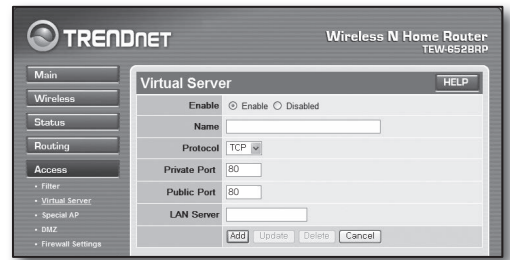 TRENDNET
Wireless N Home Router
TEW-652BRP
Main
Wireless
Status
Routing
Access
• Filter
• Virtual Server
• Special AP
• DMZ
• Firewall Settings
Virtual Server
HELP
Enable Enable Disabled
Name
Protocol TCP
Private Port 80
Public Port 80
LAN Server
Add Update Delete Cancel